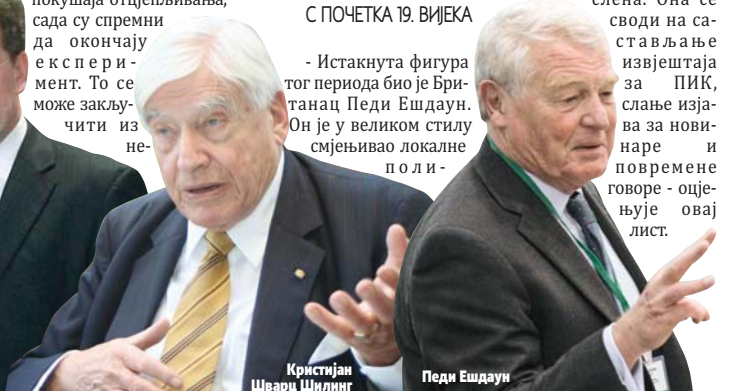 покушаја отцјепљивања,
сада су спремни
да окончају
експери-
мент. То се
може закљу-
чити из
не-
С ПОЧЕТКА 19. ВИЈЕКА
- Истакнута фигура
тог периода био је Бри-
танац Педи Ешдаун.
Он је у великом стилу
смјењивао локалне
поли-
слена. Она се
своди на са-
стављање
извјештаја
за ПИК,
слање изја-
ва за нови-
наре и
повремене
говоре - оцје-
њује овај
лист.
Кристијан
Шварц Шилинг
Педи Ешдаун